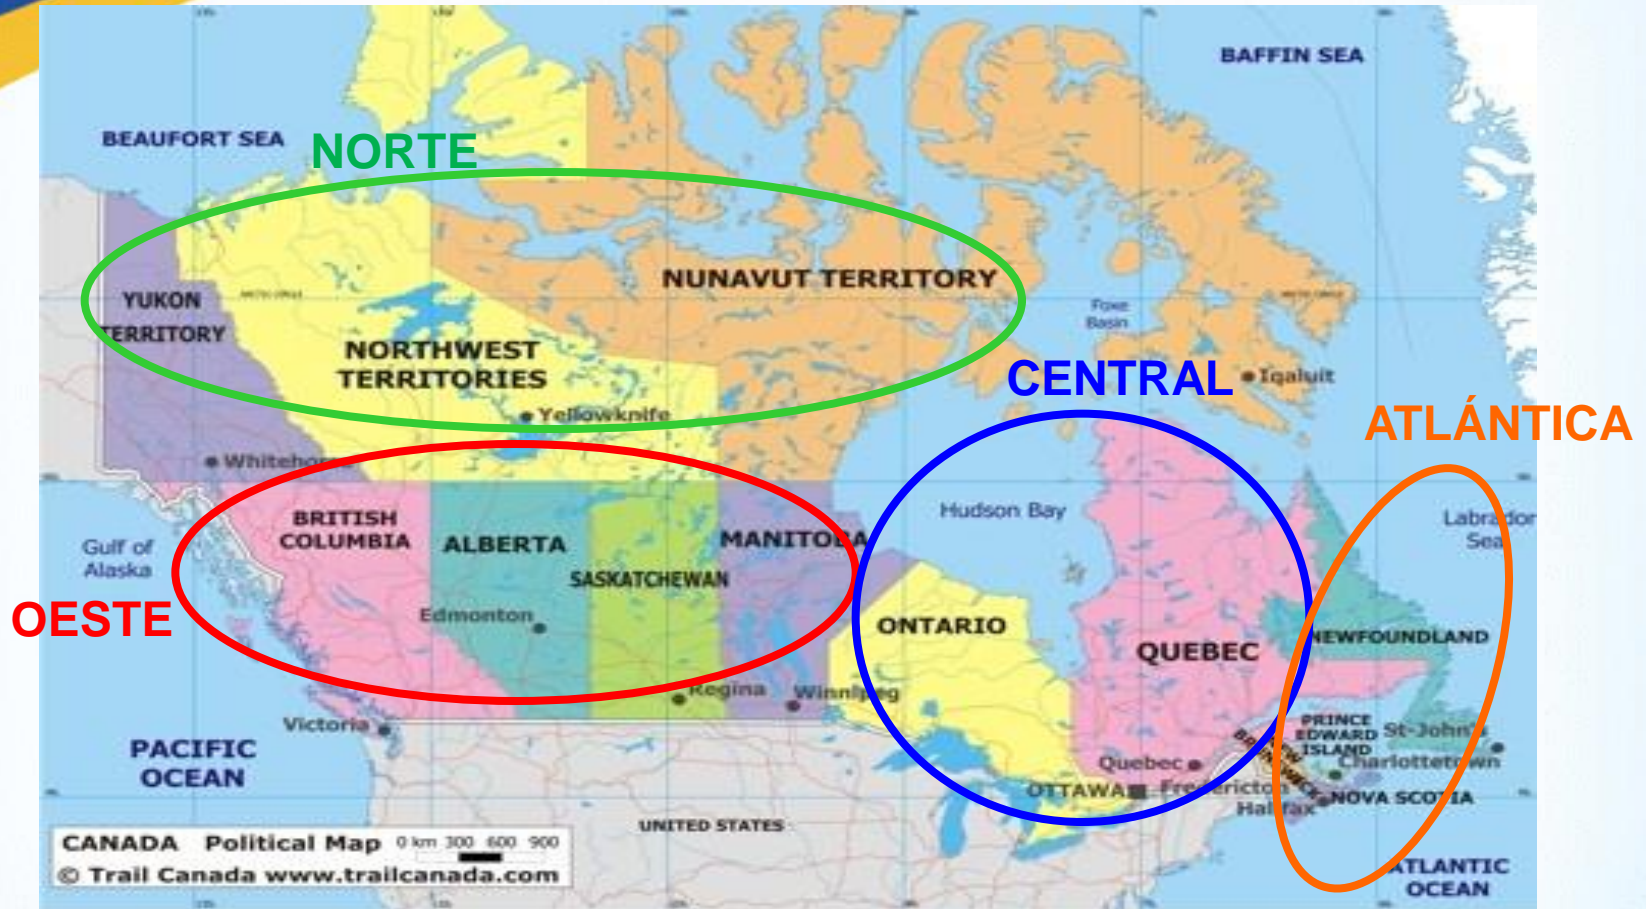 BAFFIN SEA
BEAUFORT SEA
NORTE
NUNAVUT TERRITORY
YUKON
TERRITORY
Foxe
Basin
NORTHWEST
TERRITORIES
CENTRAL
Iqaluit
Yellowknife
ATLÁNTICA
Whitehorse
BRITISH
COLUMBIA
ALBERTA
MANITOBA
SASKATCHEWAN
Hudson Bay
Labrador
Sea
Gulf of
Alaska
OESTE
Edmonton
ONTARIO
QUEBEC
NEWFOUNDLAND
Regina
Winnipeg
Victoria
PRINCE
EDWARD
ISLAND
St-John's
NEW
BRUNSWICK
Charlottetown
PACIFIC
OCEAN
Quebec
OTTAWA
Fredericton
Halifax
NOVA SCOTIA
UNITED STATES
ATLANTIC
OCEAN
CANADA Political Map 0 km 300 600 900
© Trail Canada www.trailcanada.com